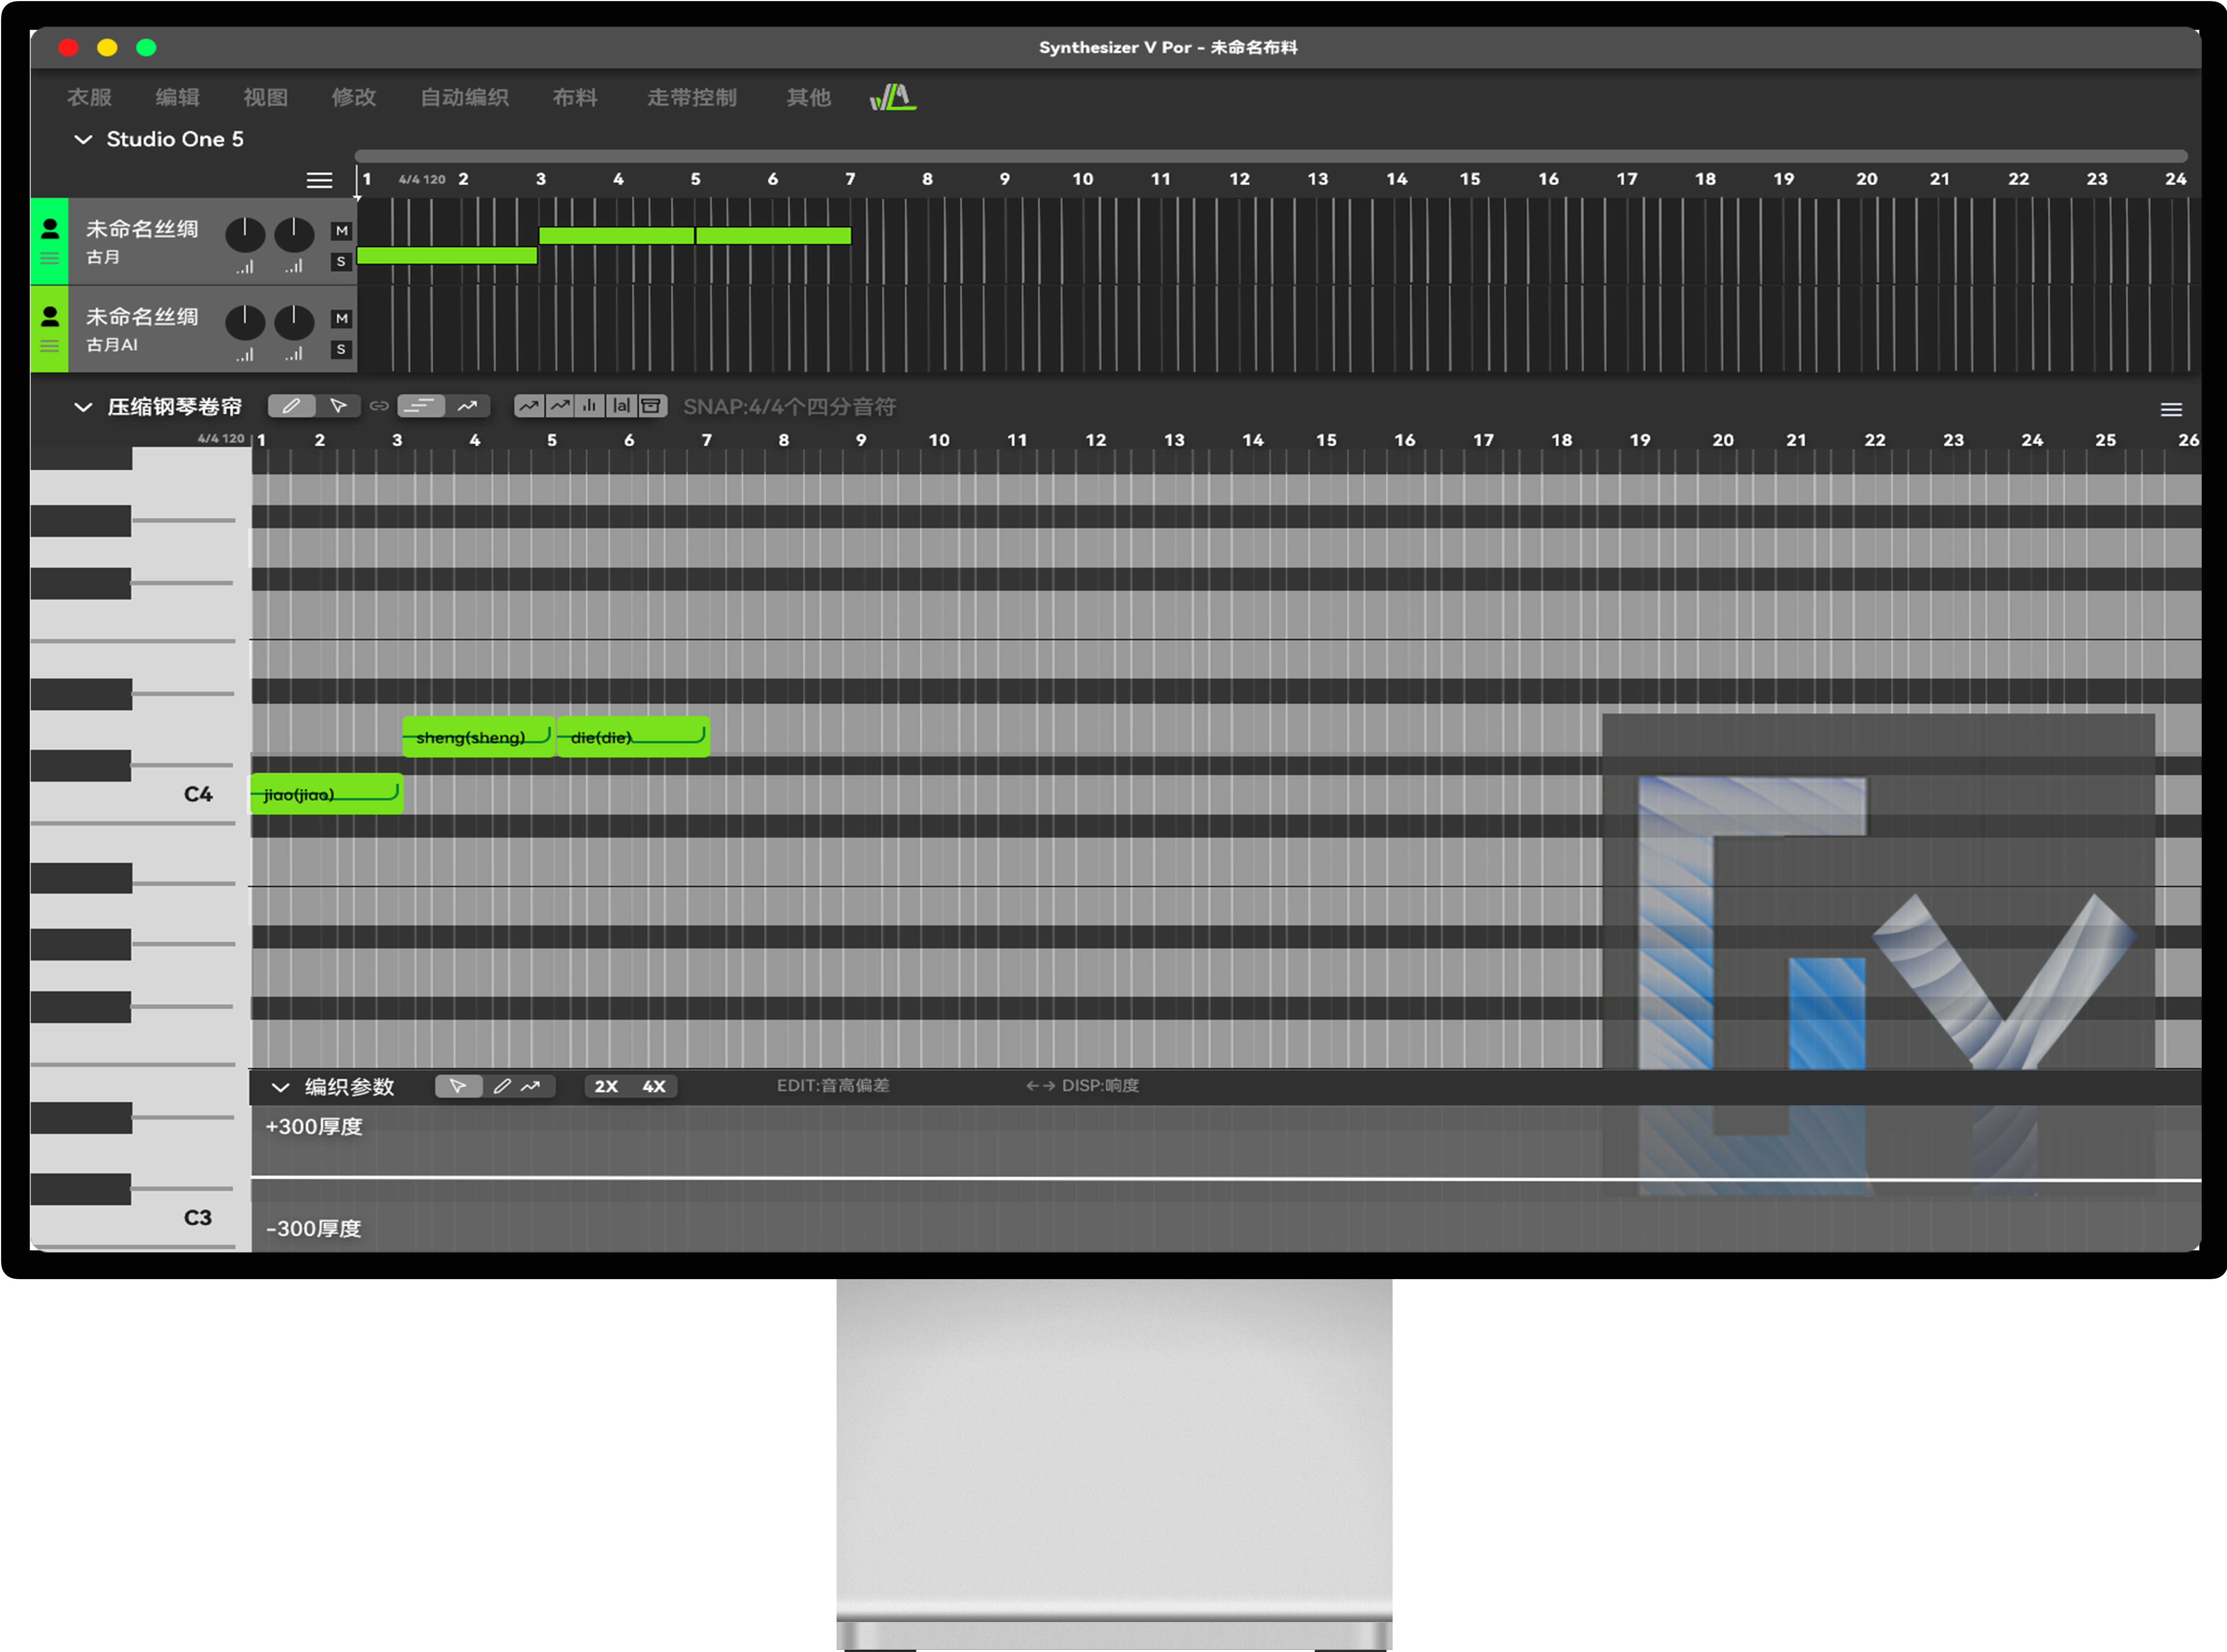 Synthesizer V Por - 未命名布料
衣服 编辑 视图 修改 自动编织 布料 走带控制 其他
Studio One 5
1 4/4 120 2 3 4 5 6 7 8 9 10 11 12 13 14 15 16 17 18 19 20 21 22 23 24
未命名丝绸 M
古月 S
未命名丝绸 M
古月AI S
压缩钢琴卷帘 |a| SNAP:4/4个四分音符
4/4 120 1 2 3 4 5 6 7 8 9 10 11 12 13 14 15 16 17 18 19 20 21 22 23 24 25 26
sheng(sheng) die(die)
C4 jiao(jiao)
编织参数 2X 4X EDIT:音高偏差 ←→ DISP:响度
+300厚度
C3
-300厚度